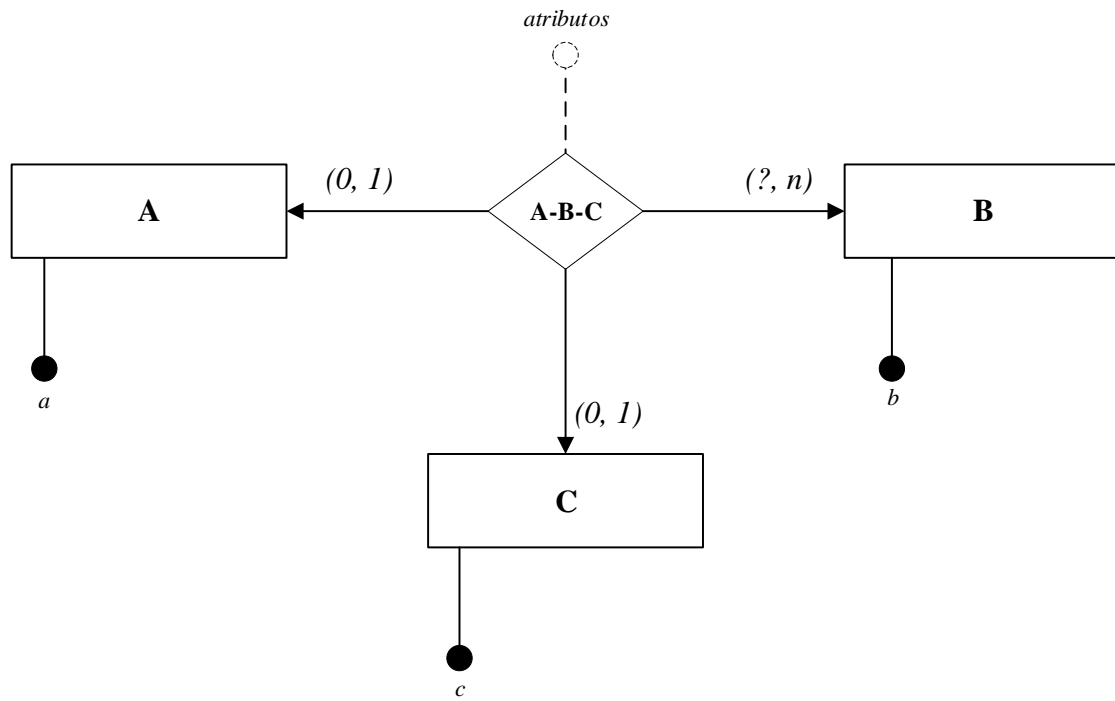 atributos
(0, 1)
(?, n)
A
A-B-C
B
a
b
(0, 1)
C
c